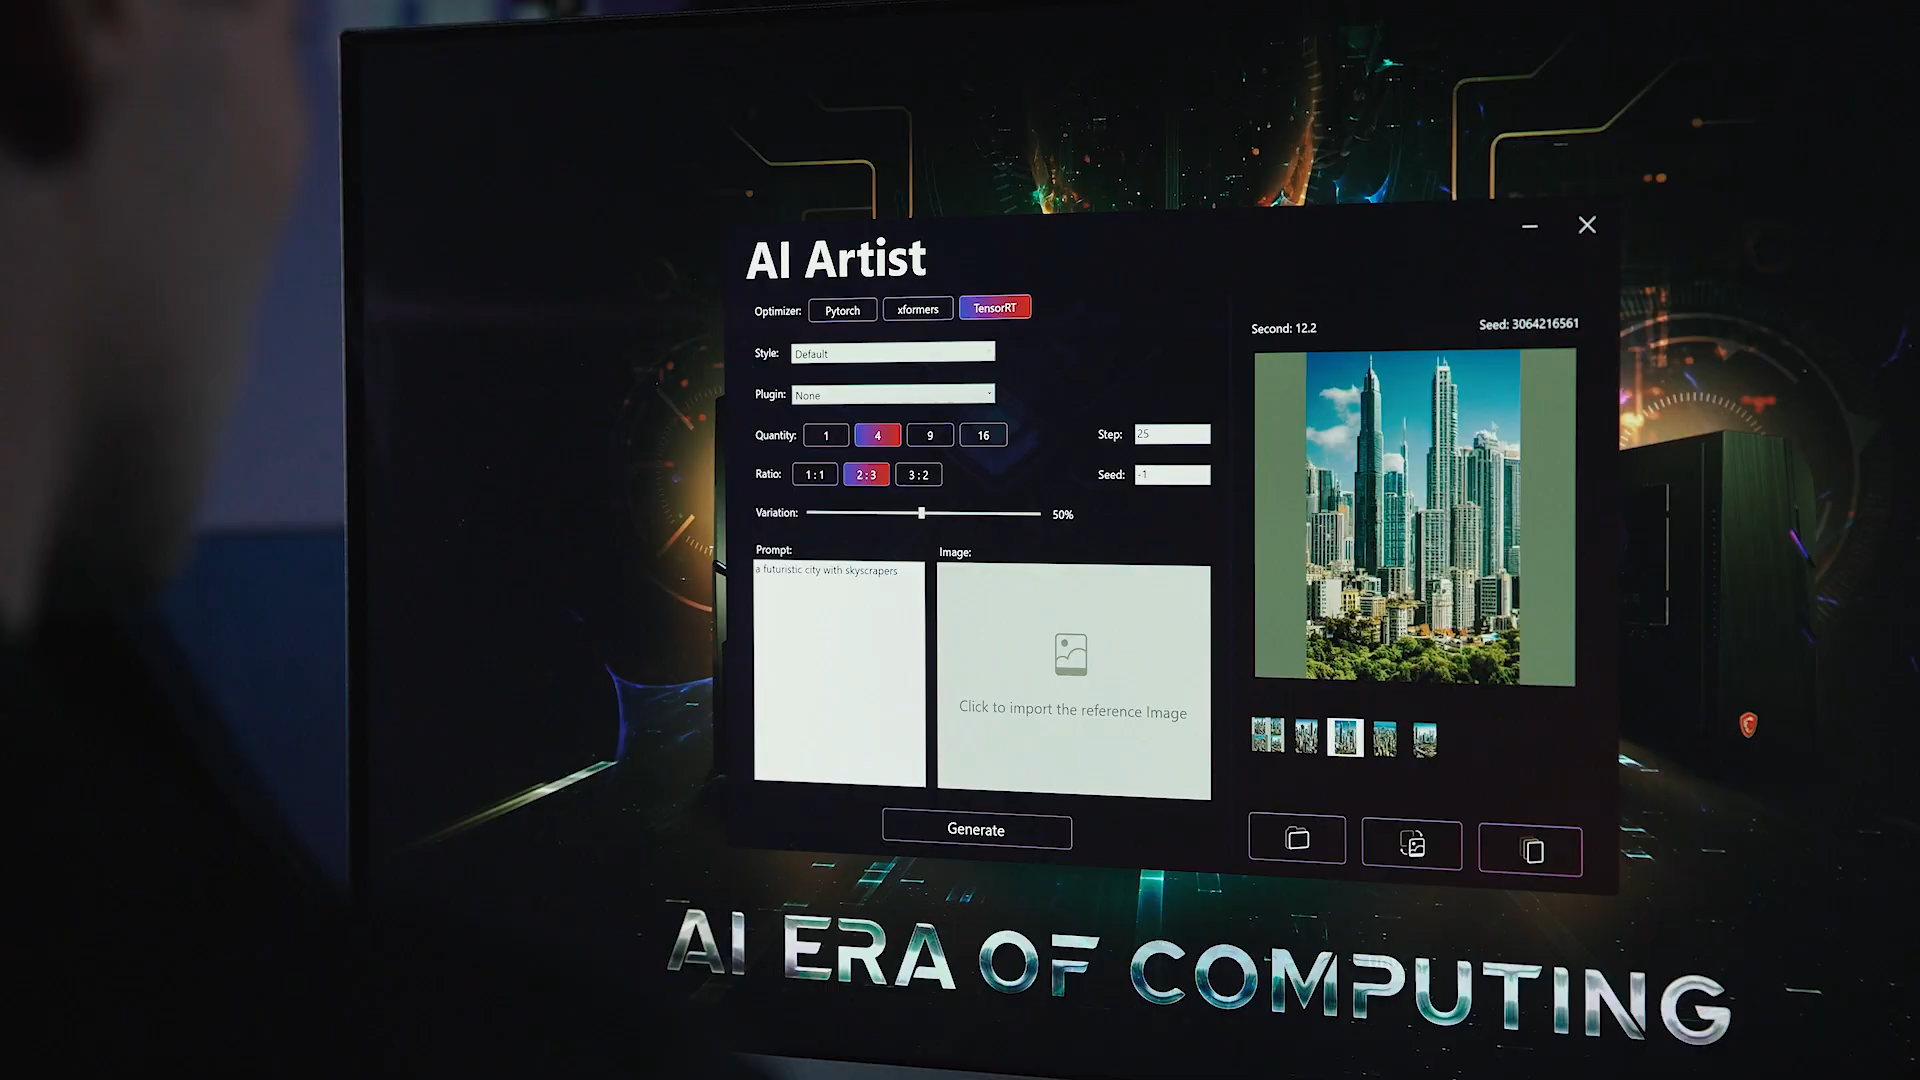 AI Artist
Optimizer: Pytorch xformers TensorRT
Second: 12.2 Seed: 3064216561
Style: Default
Plugin: None
Quantity: 1 4 9 16 Step: 25
Ratio: 1:1 2:3 3:2 Seed: -1
Variation: 50%
Prompt: Image:
a futuristic city with skyscrapers
Click to import the reference Image
Generate
AI ERA OF COMPUTING